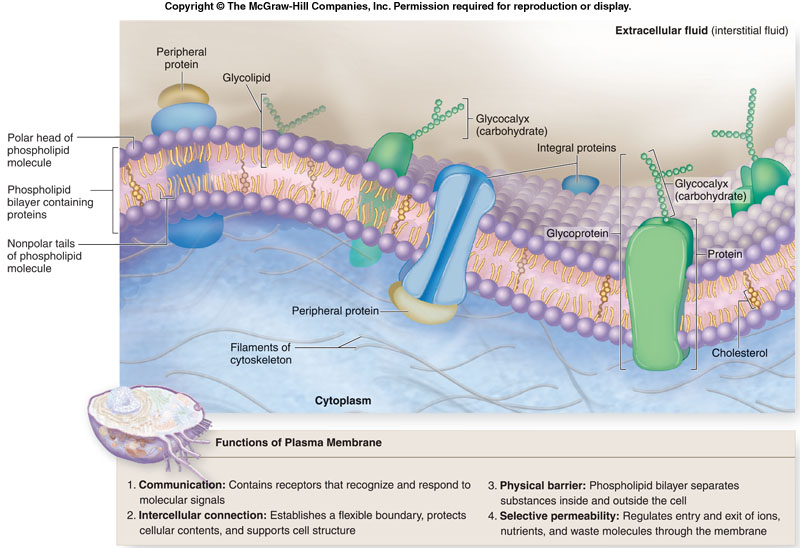 Copyright © The McGraw-Hill Companies, Inc. Permission required for reproduction or display.
Extracellular fluid (interstitial fluid)
Peripheral
protein
Glycolipid
Glycocalyx
(carbohydrate)
Polar head of
phospholipid
molecule
Integral proteins
Phospholipid
bilayer containing
proteins
Glycocalyx
(carbohydrate)
Glycoprotein
Nonpolar tails
of phospholipid
molecule
Protein
Peripheral protein
Filaments of
cytoskeleton
Cholesterol
Cytoplasm
Functions of Plasma Membrane
1. Communication: Contains receptors that recognize and respond to
molecular signals
2. Intercellular connection: Establishes a flexible boundary, protects
cellular contents, and supports cell structure
3. Physical barrier: Phospholipid bilayer separates
substances inside and outside the cell
4. Selective permeability: Regulates entry and exit of ions,
nutrients, and waste molecules through the membrane